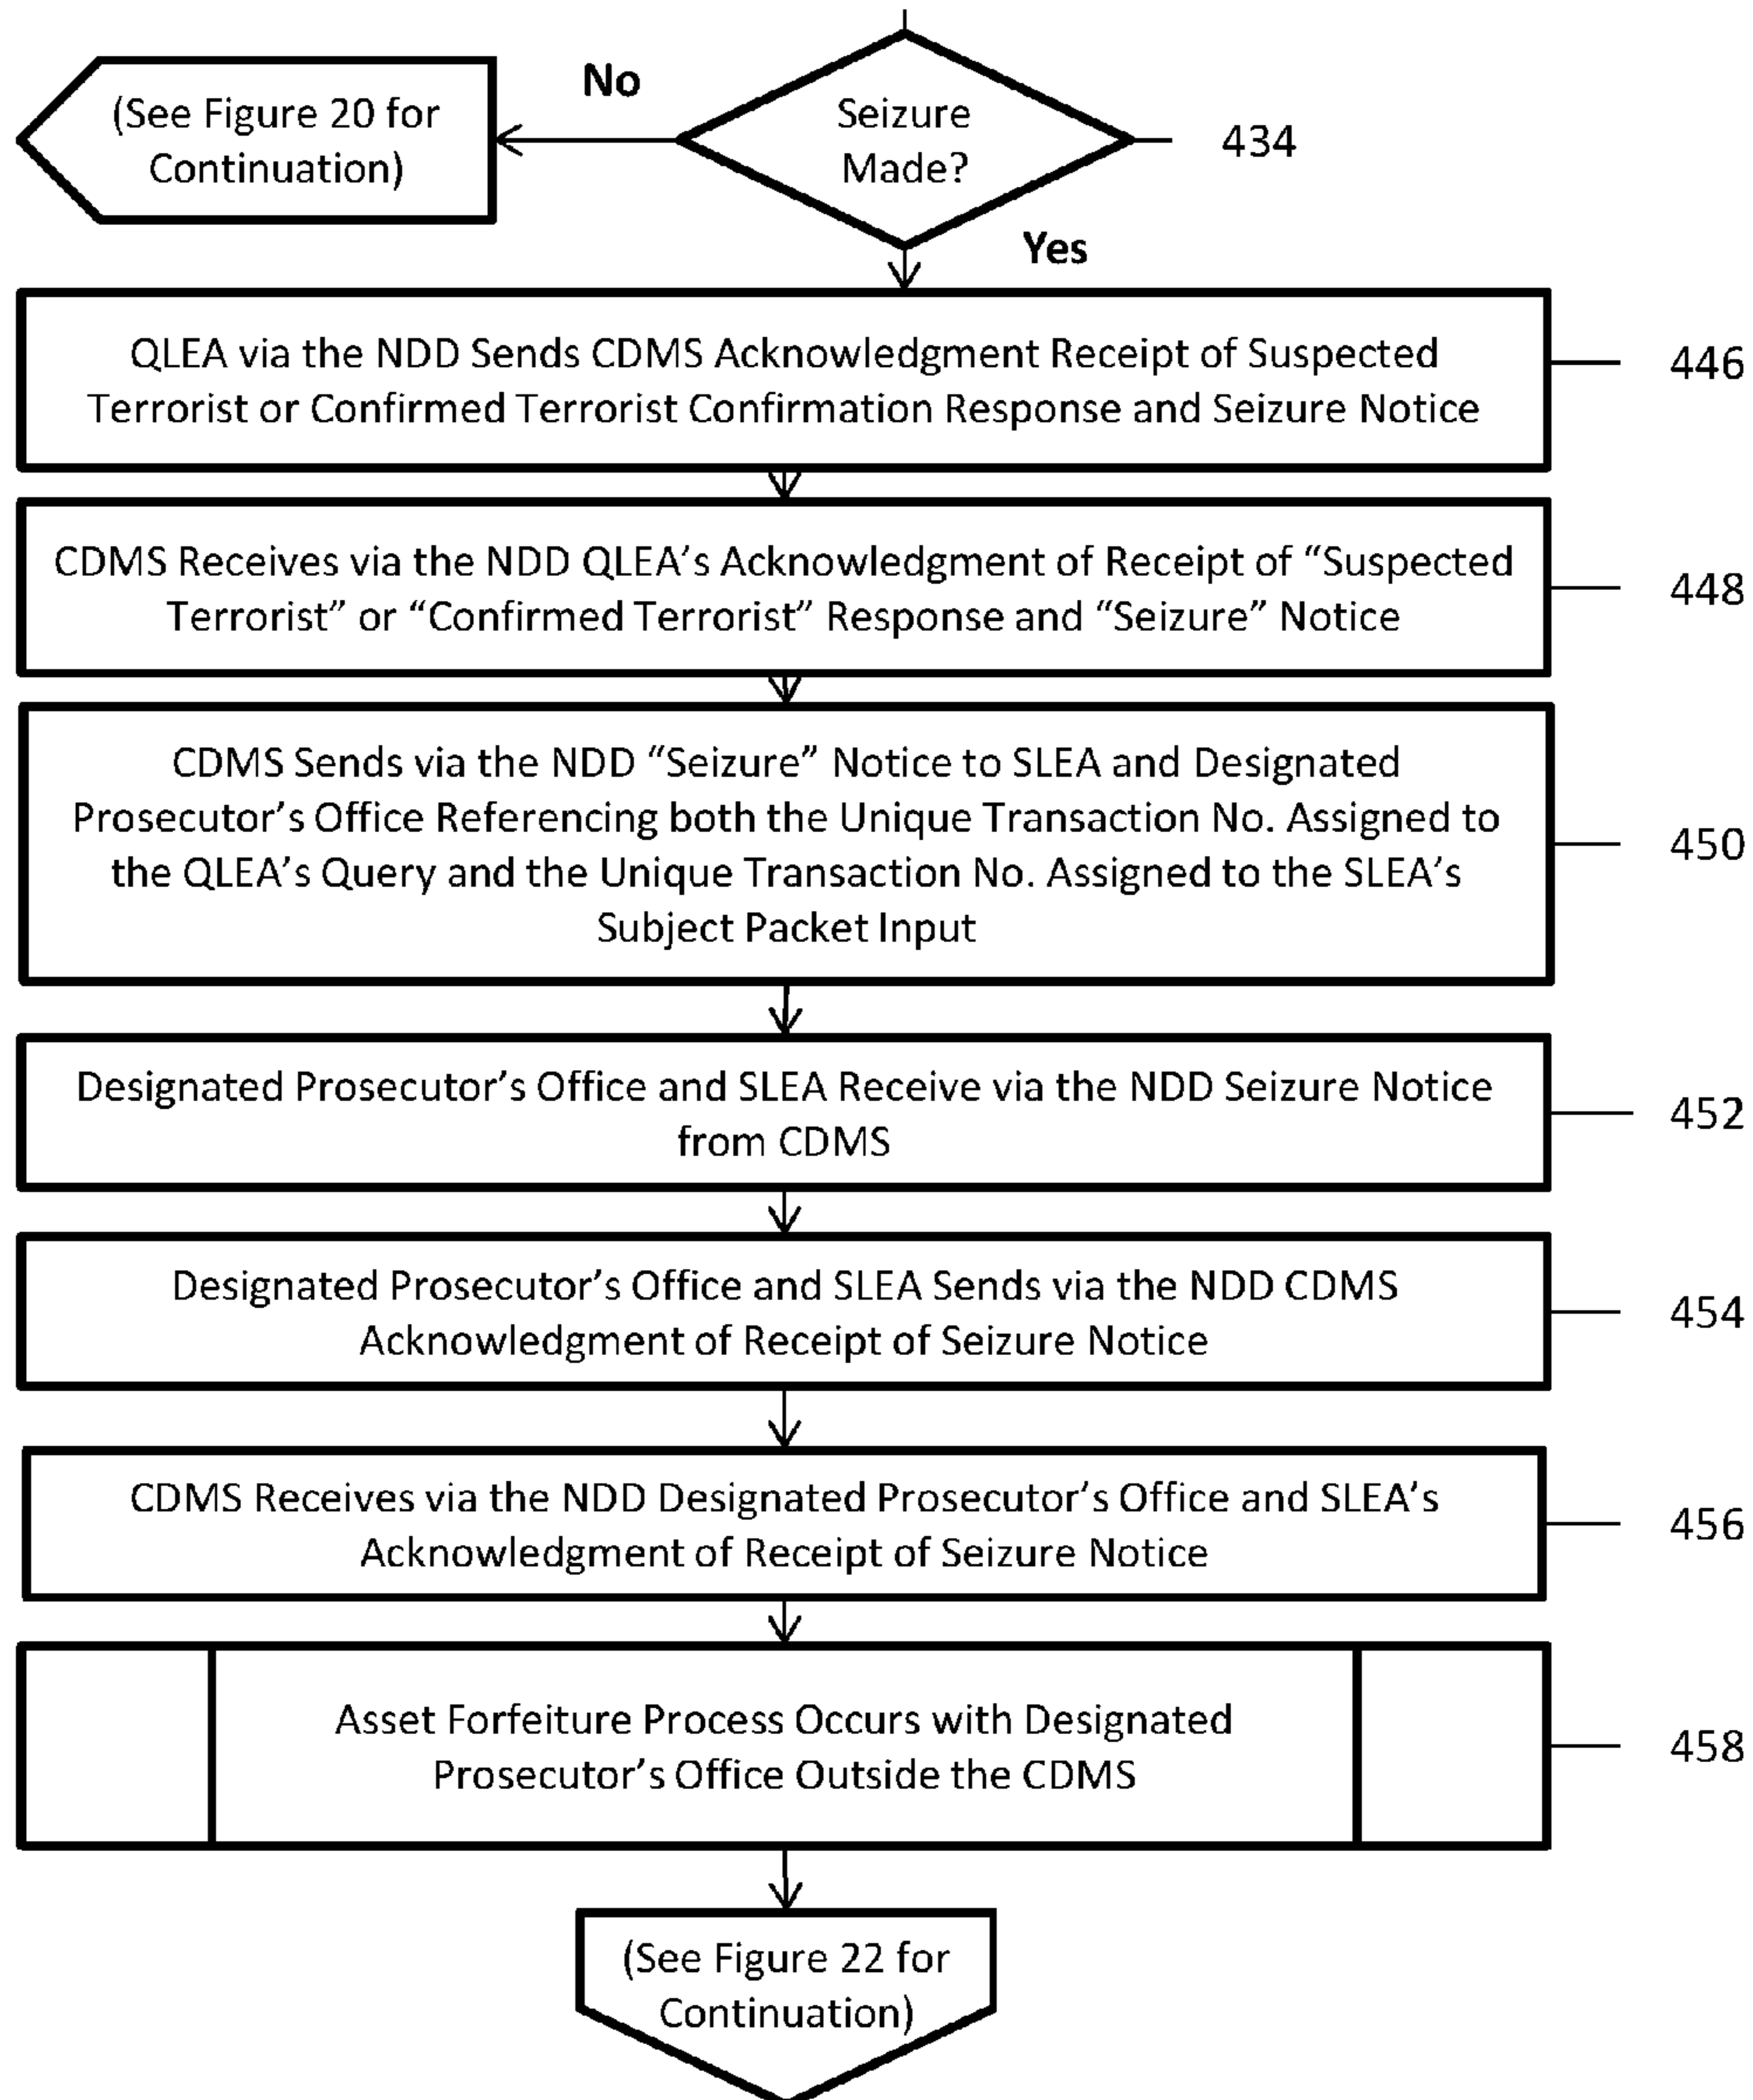 No
(See Figure 20 for
Continuation)
Seizure
Made?
434
Yes
QLEA via the NDD Sends CDMS Acknowledgment Receipt of Suspected
Terrorist or Confirmed Terrorist Confirmation Response and Seizure Notice
446
CDMS Receives via the NDD QLEA’s Acknowledgment of Receipt of “Suspected
Terrorist” or “Confirmed Terrorist” Response and “Seizure” Notice
448
CDMS Sends via the NDD “Seizure” Notice to SLEA and Designated
Prosecutor’s Office Referencing both the Unique Transaction No. Assigned to
the QLEA’s Query and the Unique Transaction No. Assigned to the SLEA’s
Subject Packet Input
450
Designated Prosecutor’s Office and SLEA Receive via the NDD Seizure Notice
from CDMS
452
Designated Prosecutor’s Office and SLEA Sends via the NDD CDMS
Acknowledgment of Receipt of Seizure Notice
454
CDMS Receives via the NDD Designated Prosecutor’s Office and SLEA’s
Acknowledgment of Receipt of Seizure Notice
456
Asset Forfeiture Process Occurs with Designated
Prosecutor’s Office Outside the CDMS
458
(See Figure 22 for
Continuation)